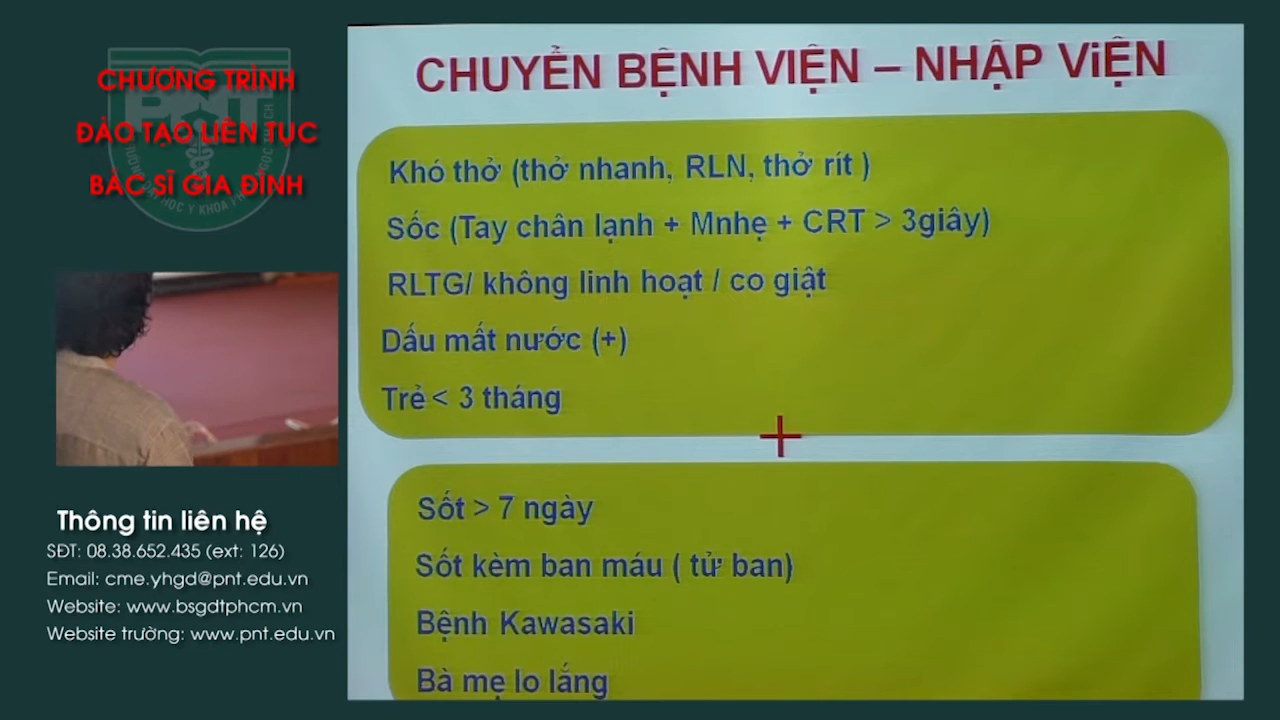 CHƯƠNG TRÌNH
ĐÀO TẠO LIÊN TỤC
BÁC SĨ GIA ĐÌNH
PNT
Thông tin liên hệ
SĐT: 08.38.652.435 (ext: 126)
Email: cme.yhgd@pnt.edu.vn
Website: www.bsgdtphcm.vn
Website trường: www.pnt.edu.vn
CHUYỂN BỆNH VIỆN – NHẬP ViỆN
Khó thở (thở nhanh, RLN, thở rít )
Sốc (Tay chân lạnh + Mnhẹ + CRT > 3giây)
RLTG/ không linh hoạt / co giật
Dấu mất nước (+)
Trẻ < 3 tháng
+
Sốt > 7 ngày
Sốt kèm ban máu ( tử ban)
Bệnh Kawasaki
Bà mẹ lo lắng